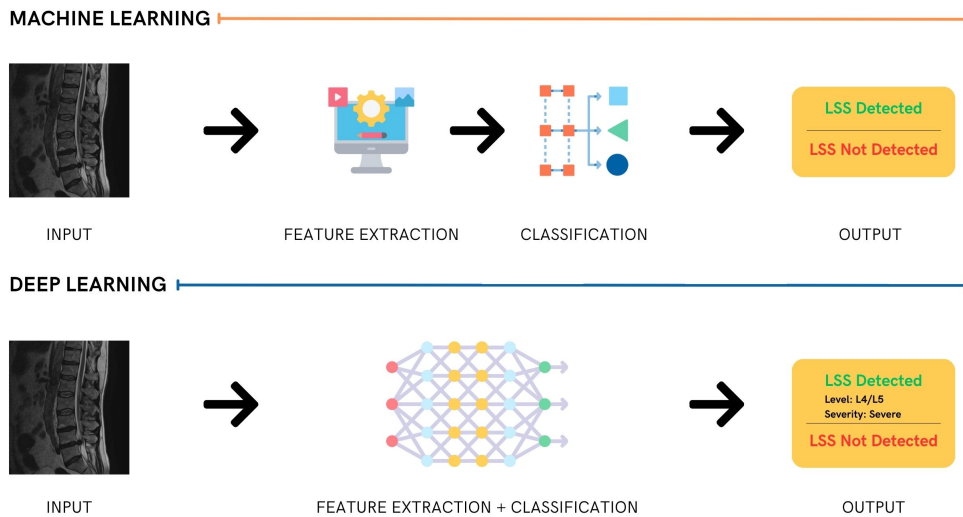 MACHINE LEARNING
LSS Detected
LSS Not Detected
INPUT
FEATURE EXTRACTION
CLASSIFICATION
OUTPUT
DEEP LEARNING
LSS Detected
Level: L4/L5
Severity: Severe
LSS Not Detected
INPUT
FEATURE EXTRACTION + CLASSIFICATION
OUTPUT